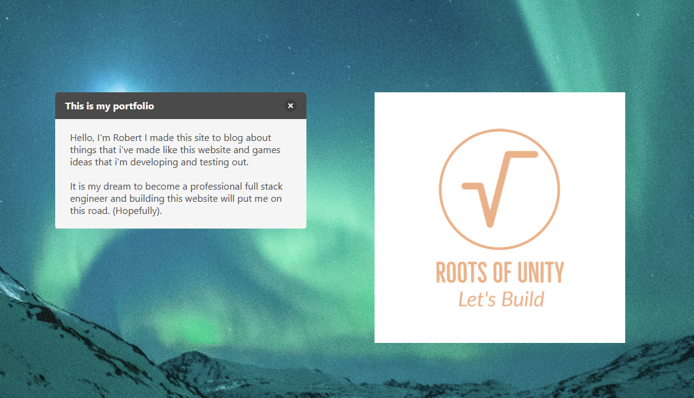 This is my portfolio
Hello, I'm Robert I made this site to blog about
things that i've made like this website and games
ideas that i'm developing and testing out.
It is my dream to become a professional full stack
engineer and building this website will put me on
this road. (Hopefully).
ROOTS OF UNITY
Let's Build